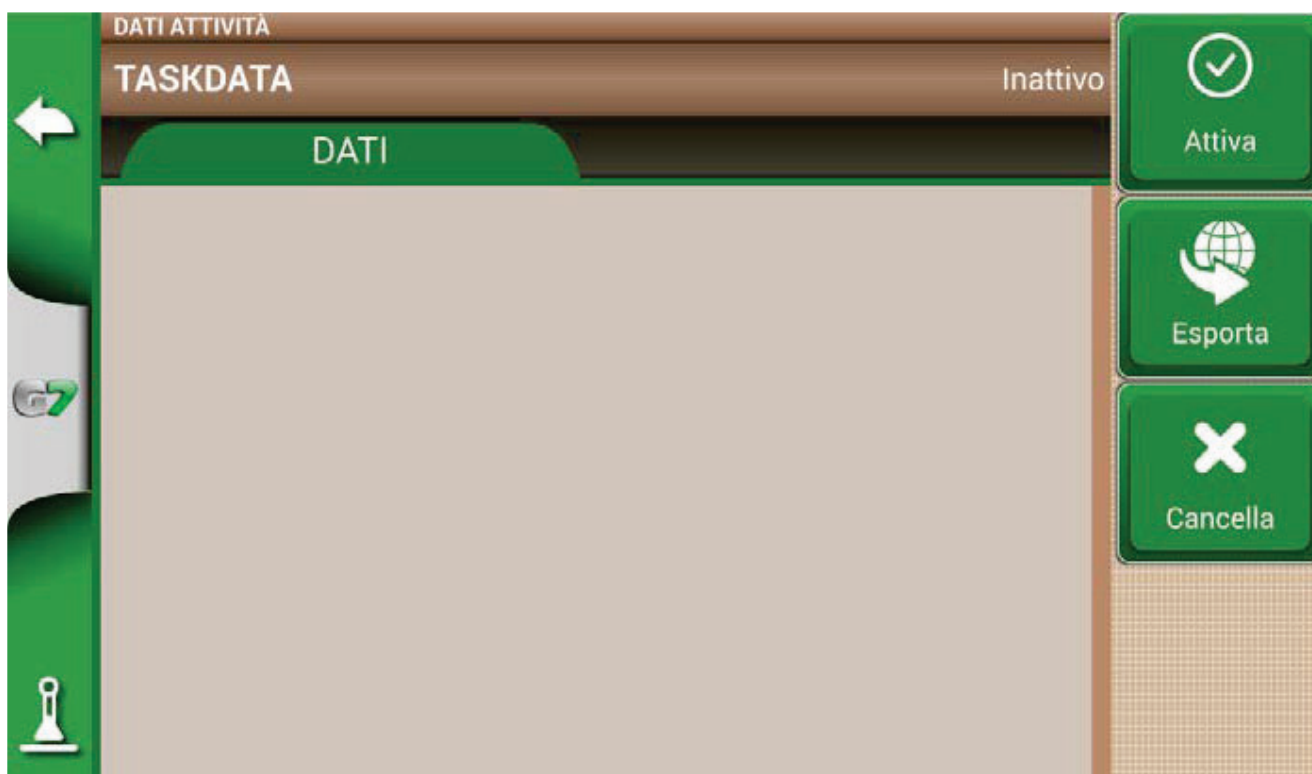 DATI ATTIVITÀ
TASKDATA
Inattivo
DATI
G7
Attiva
Esporta
Cancella